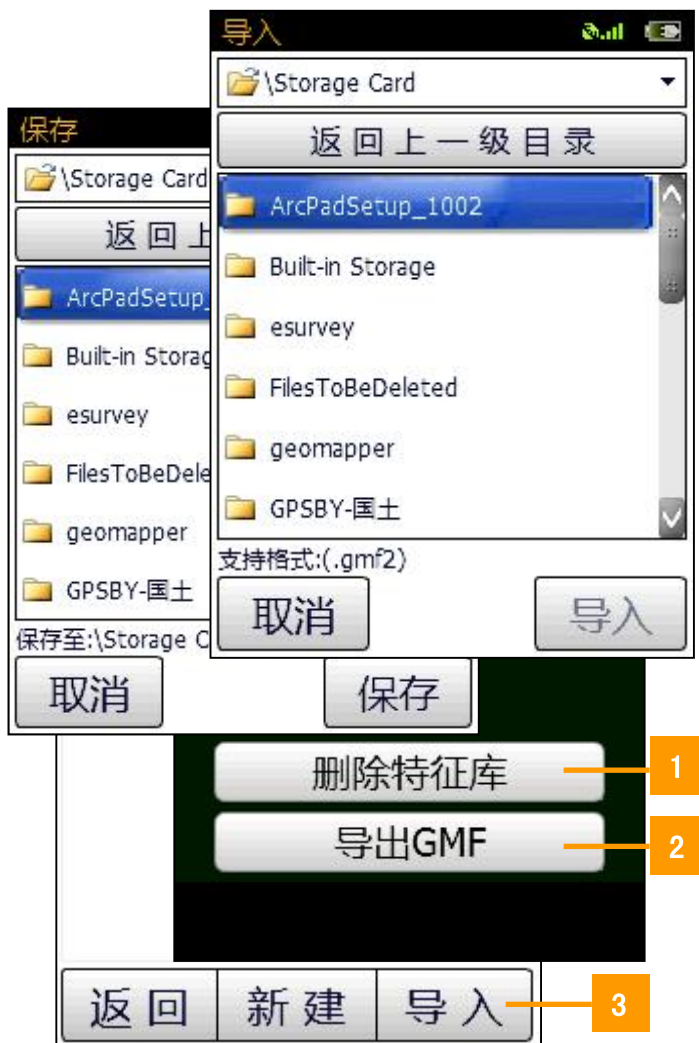 导入
\Storage Card
返回上一级目录
ArcPadSetup_1002
Built-in Storage
esurvey
FilesToBeDeleted
geomapper
GPSBY-国土
支持格式:(.gmf2)
取消
导入
保存
\Storage Card
返回上
ArcPadSetup_
Built-in Storag
esurvey
FilesToBeDele
geomapper
GPSBY-国土
保存至:\Storage C
取消
保存
删除特征库
1
导出GMF
2
返回
新建
导入
3